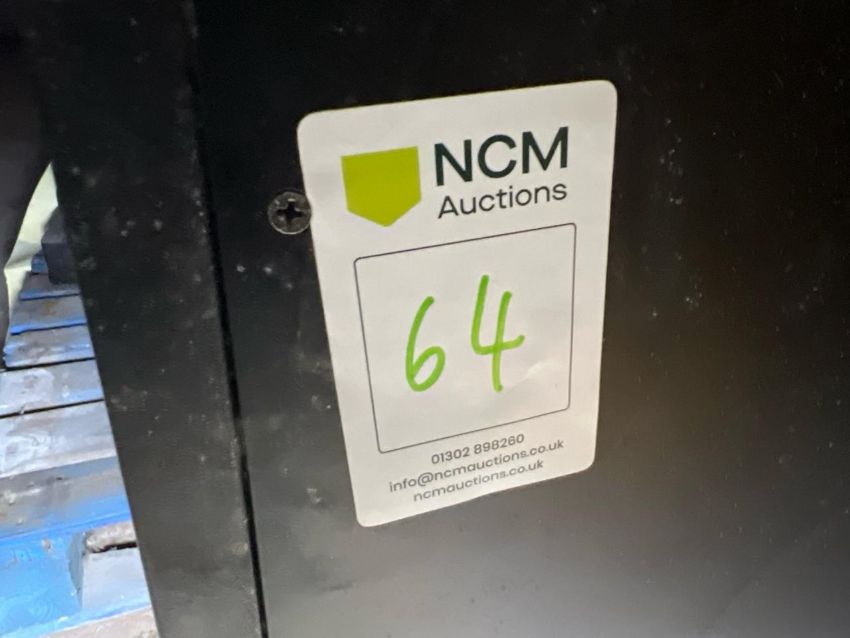 NCM
Auctions
64
01302 898260
info@ncmauctions.co.uk
ncmauctions.co.uk